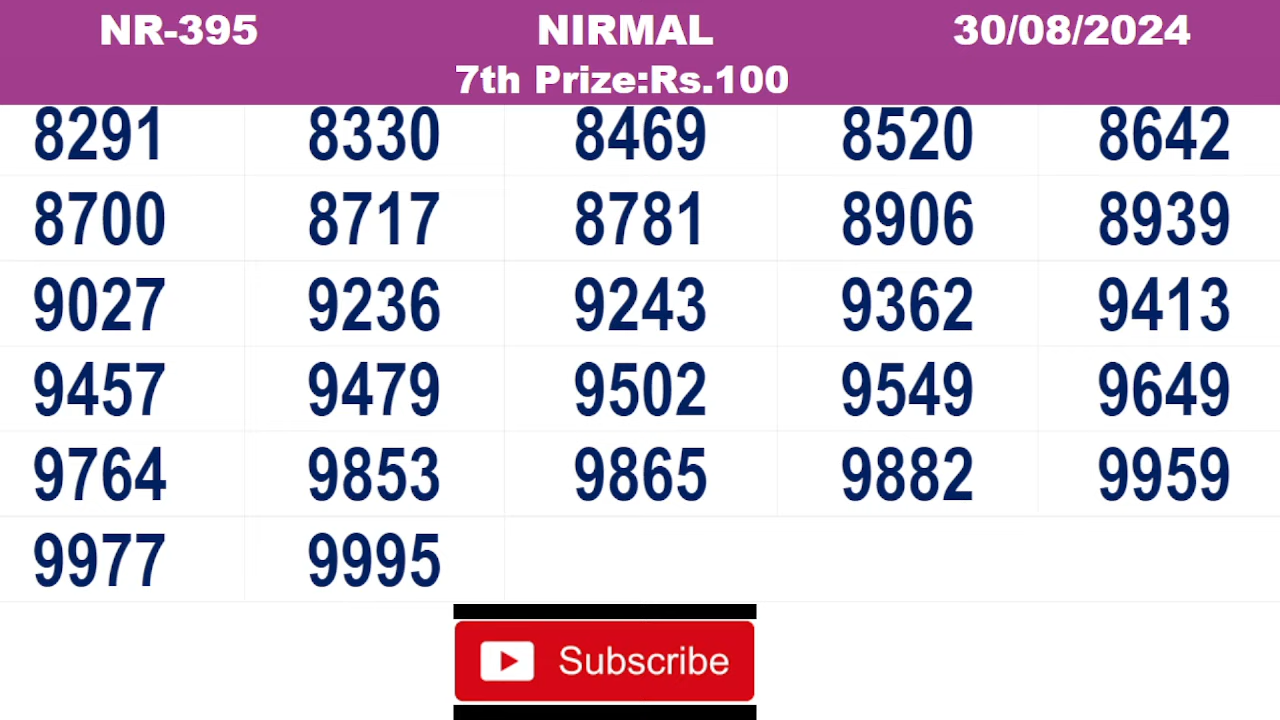 NR-395 NIRMAL 30/08/2024
7th Prize:Rs.100
8291 8330 8469 8520 8642
8700 8717 8781 8906 8939
9027 9236 9243 9362 9413
9457 9479 9502 9549 9649
9764 9853 9865 9882 9959
9977 9995
Subscribe